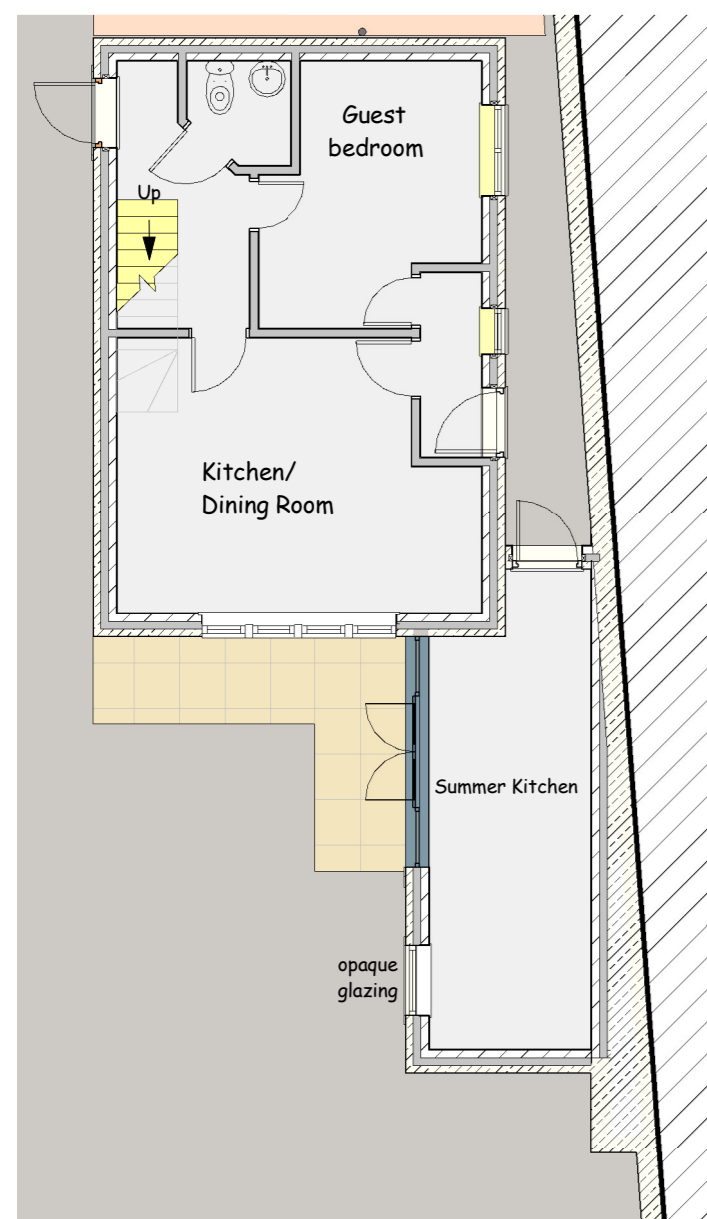 Guest
bedroom
Up
Kitchen/
Dining Room
Summer Kitchen
opaque
glazing